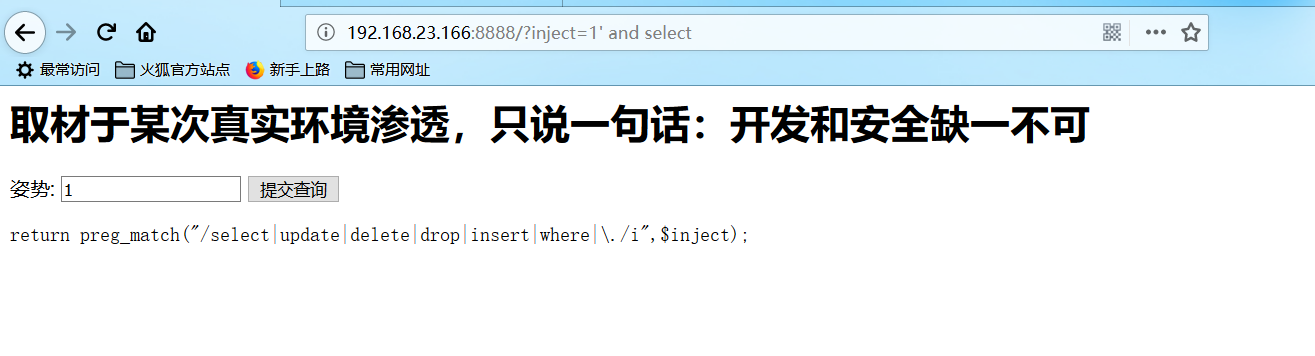 192.168.23.166:8888/?inject=1' and select
最常访问 火狐官方站点 新手上路 常用网址
取材于某次真实环境渗透，只说一句话：开发和安全缺一不可
姿势: 1 提交查询
return preg_match("/select|update|delete|drop|insert|where|\./i",$inject);